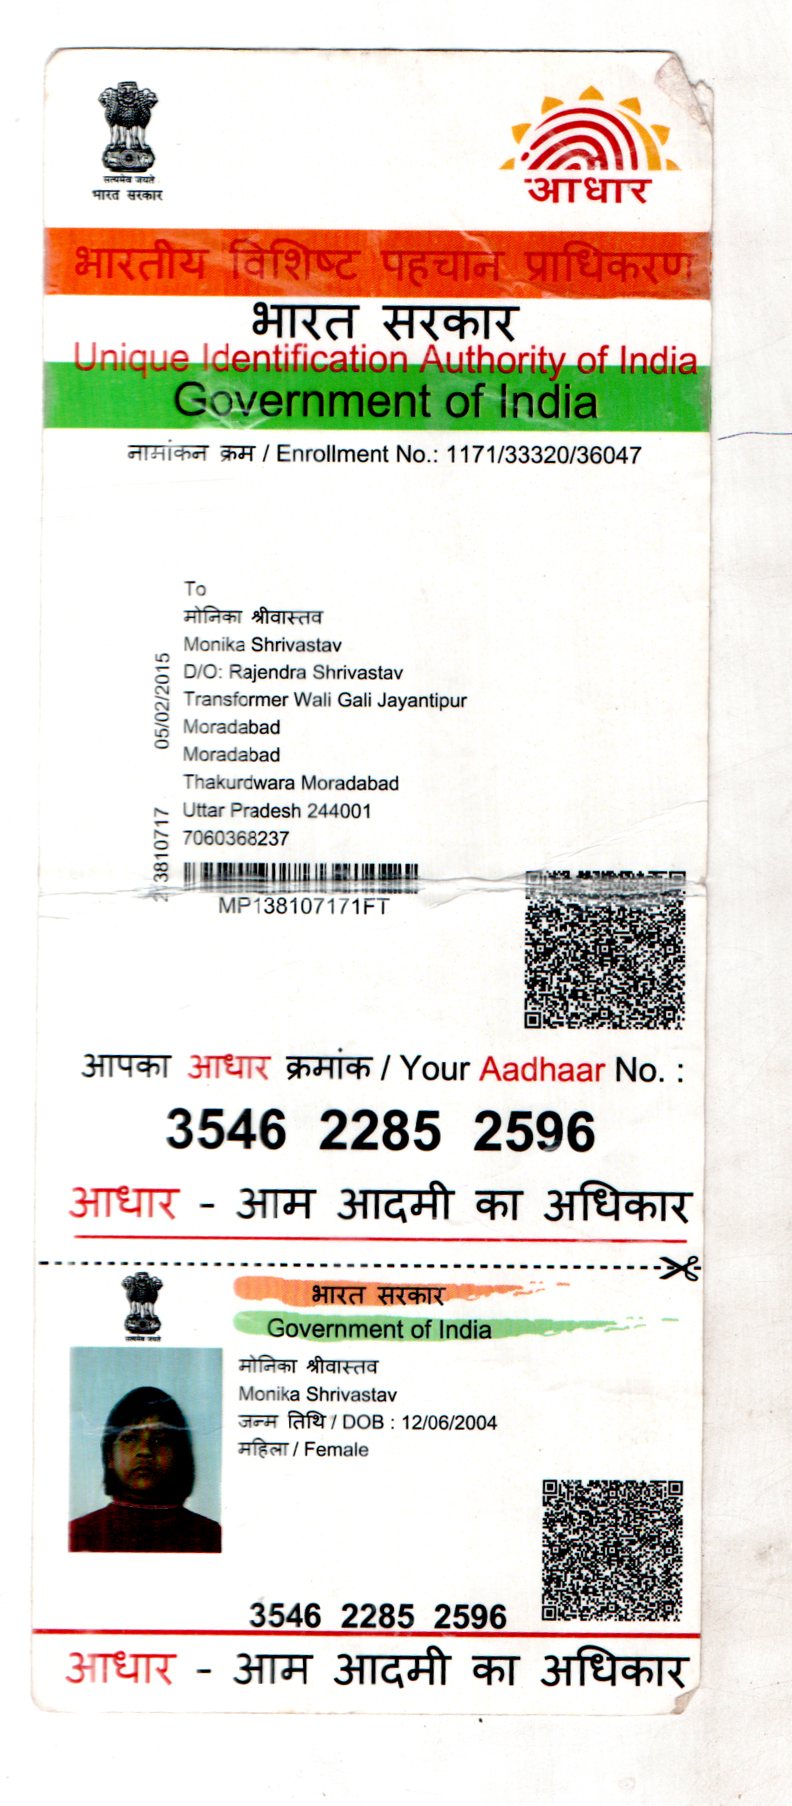 सत्यमेव जयते
भारत सरकार
आधार
भारतीय विशिष्ट पहचान प्राधिकरण
भारत सरकार
Unique Identification Authority of India
Government of India
नामांकन क्रम / Enrollment No.: 1171/33320/36047
To
मोनिका श्रीवास्तव
Monika Shrivastav
D/O: Rajendra Shrivastav
Transformer Wali Gali Jayantipur
Moradabad
Moradabad
Thakurdwara Moradabad
Uttar Pradesh 244001
7060368237
05/02/2015
MP138107171FT
आपका आधार क्रमांक / Your Aadhaar No. :
3546 2285 2596
आधार - आम आदमी का अधिकार
सत्यमेव जयते
भारत सरकार
Government of India
मोनिका श्रीवास्तव
Monika Shrivastav
जन्म तिथि / DOB : 12/06/2004
महिला / Female
3546 2285 2596
आधार - आम आदमी का अधिकार